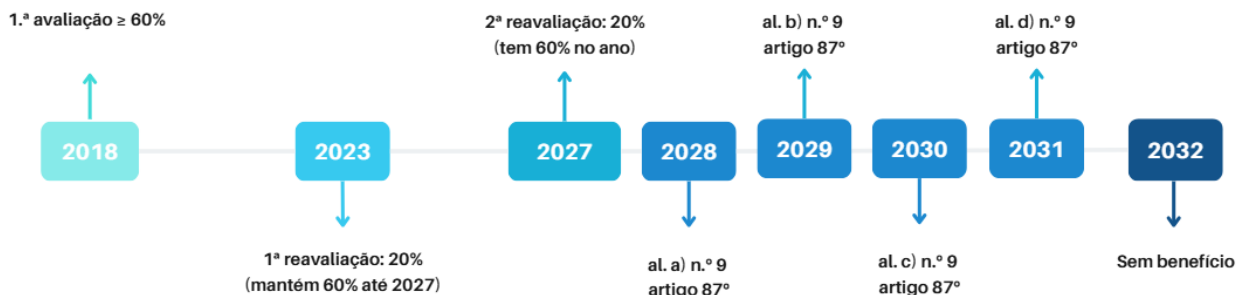 1.ª avaliação ≥ 60%
2ª reavaliação: 20%
(tem 60% no ano)
al. b) n.º 9
artigo 87º
al. d) n.º 9
artigo 87º
2018
2023
2027
2028
2029
2030
2031
2032
1ª reavaliação: 20%
(mantém 60% até 2027)
al. a) n.º 9
artigo 87º
al. c) n.º 9
artigo 87º
Sem benefício